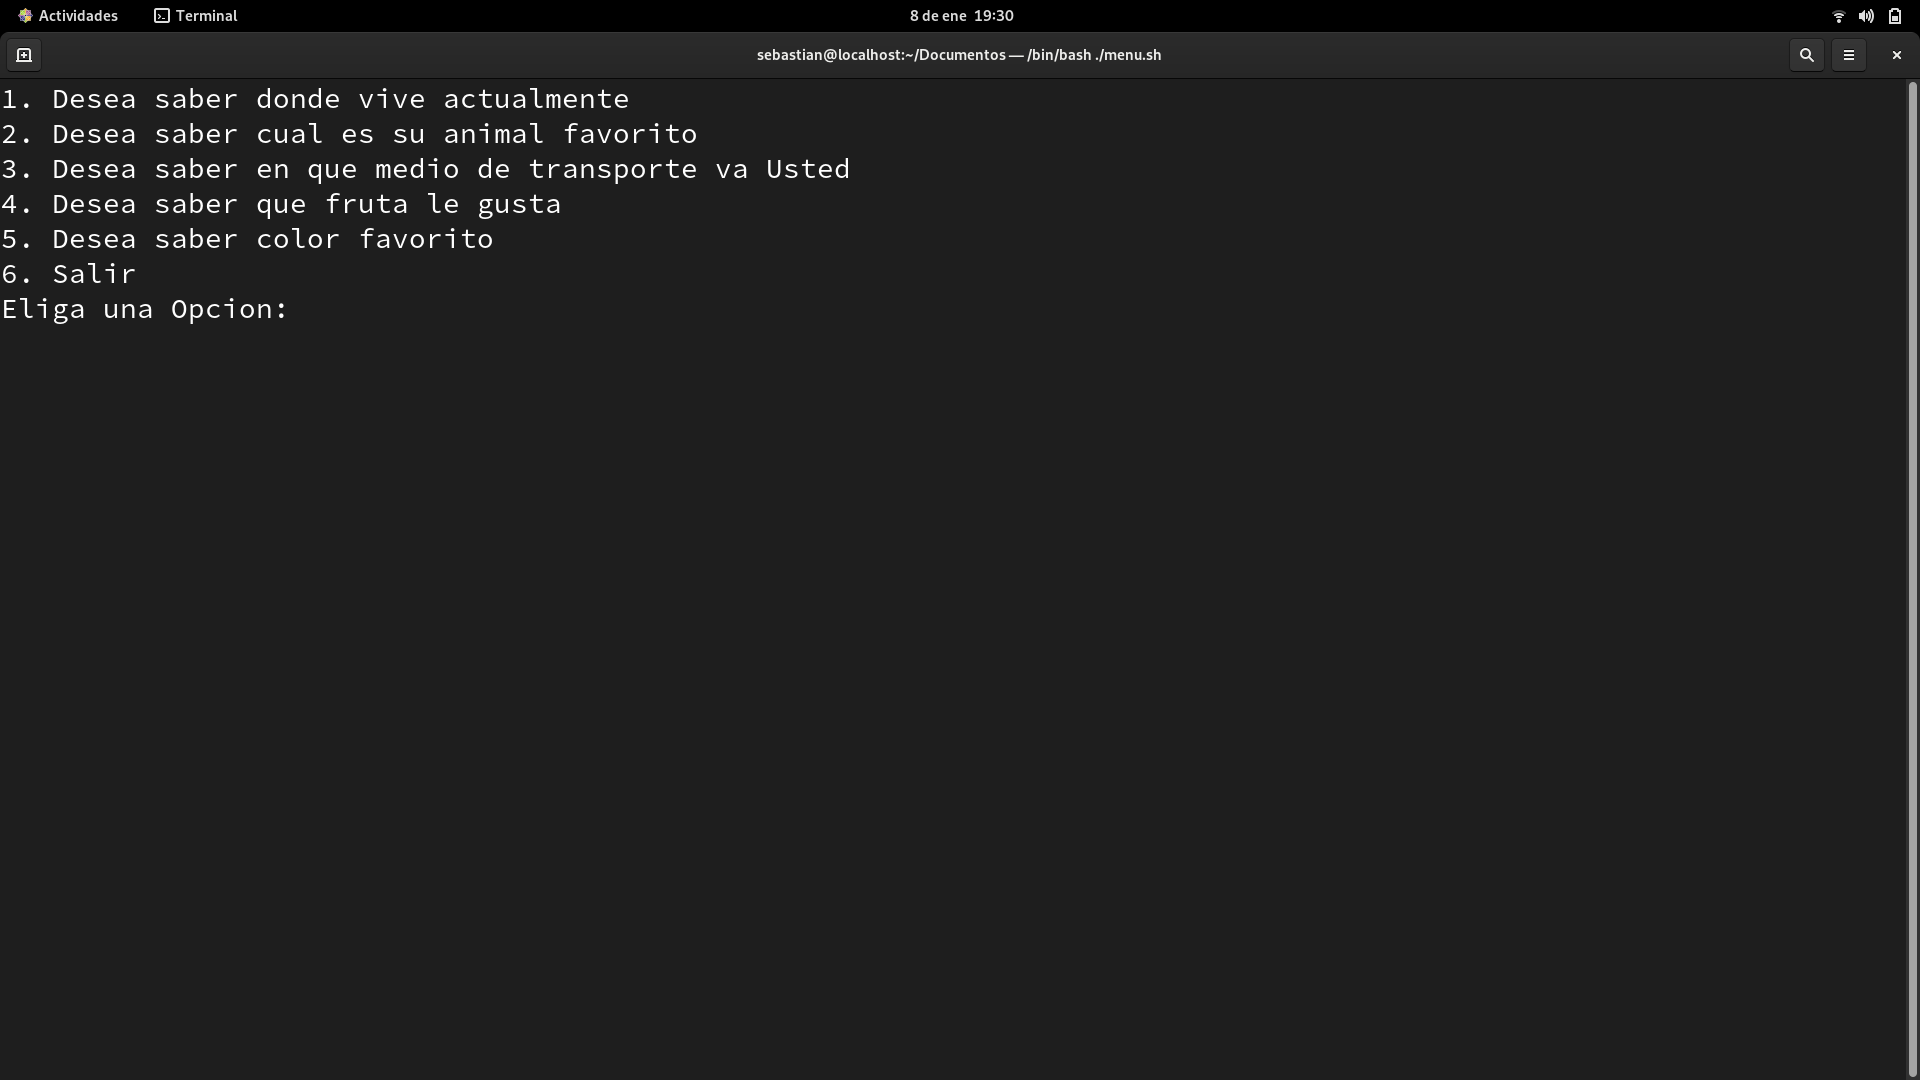 Actividades Terminal 8 de ene 19:30
sebastian@localhost:~/Documentos — /bin/bash ./menu.sh
1. Desea saber donde vive actualmente
2. Desea saber cual es su animal favorito
3. Desea saber en que medio de transporte va Usted
4. Desea saber que fruta le gusta
5. Desea saber color favorito
6. Salir
Eliga una Opcion: